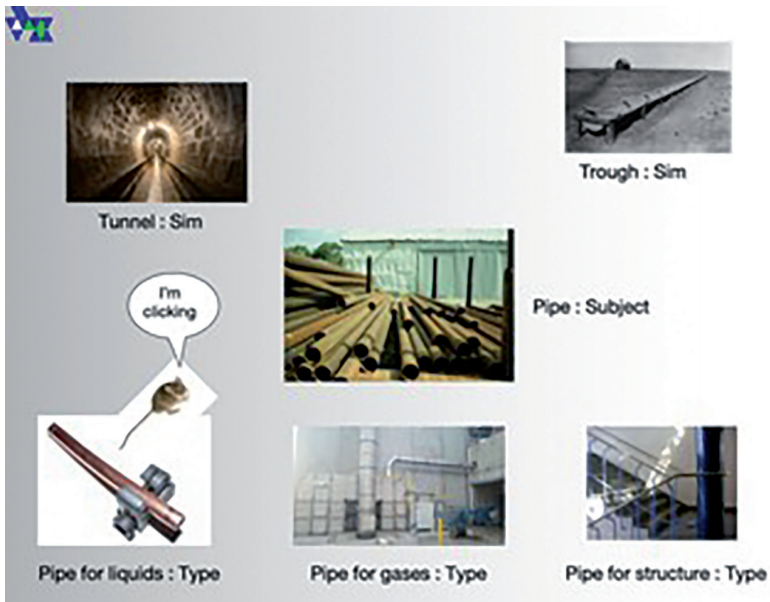 Tunnel : Sim
Trough : Sim
I'm
clicking
Pipe : Subject
Pipe for liquids : Type
Pipe for gases : Type
Pipe for structure : Type